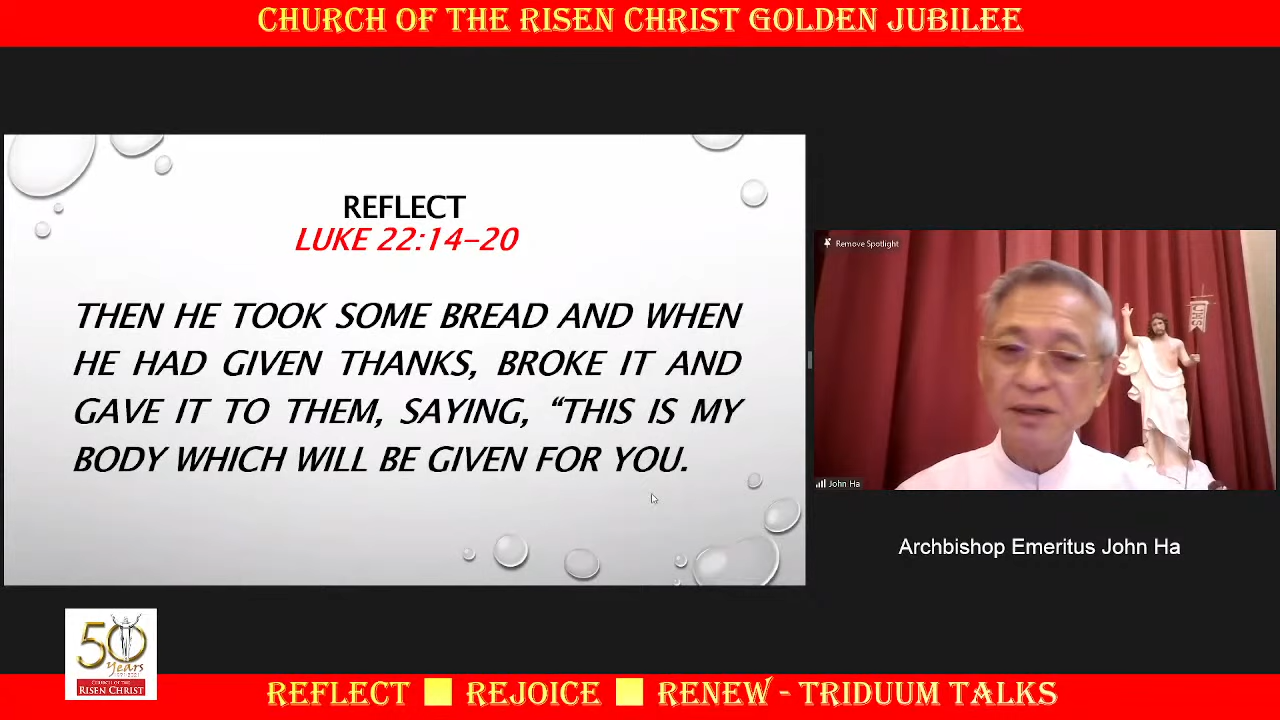 CHURCH OF THE RISEN CHRIST GOLDEN JUBILEE
REFLECT
LUKE 22:14-20
THEN HE TOOK SOME BREAD AND WHEN
HE HAD GIVEN THANKS, BROKE IT AND
GAVE IT TO THEM, SAYING, “THIS IS MY
BODY WHICH WILL BE GIVEN FOR YOU.
Remove Spotlight
John Ha
Archbishop Emeritus John Ha
50
Years
CHURCH OF THE
RISEN CHRIST
REFLECT REJOICE RENEW - TRIDUUM TALKS